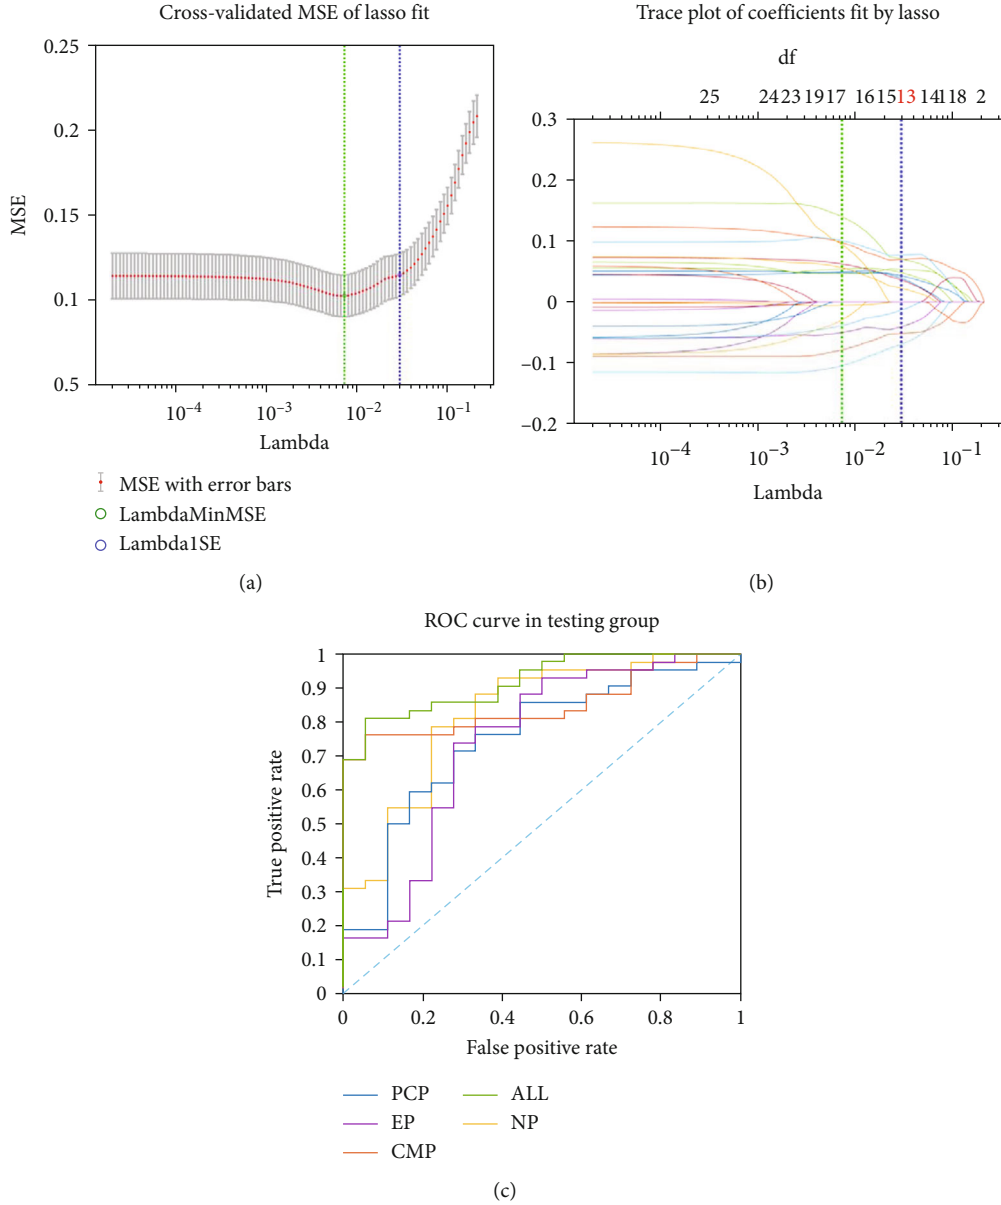 Cross-validated MSE of lasso fit
0.25
0.2
0.15
0.1
0.5
MSE
10⁻⁴ 10⁻³ 10⁻² 10⁻¹
Lambda
MSE with error bars
LambdaMinMSE
Lambda1SE
(a)
Trace plot of coefficients fit by lasso
df
25 24 23 19 17 16 15 13 14 11 8 2
0.3
0.2
0.1
0
−0.1
−0.2
10⁻⁴ 10⁻³ 10⁻² 10⁻¹
Lambda
(b)
ROC curve in testing group
1
0.9
0.8
0.7
0.6
0.5
0.4
0.3
0.2
0.1
0
True positive rate
0 0.2 0.4 0.6 0.8 1
False positive rate
PCP ALL
EP NP
CMP
(c)